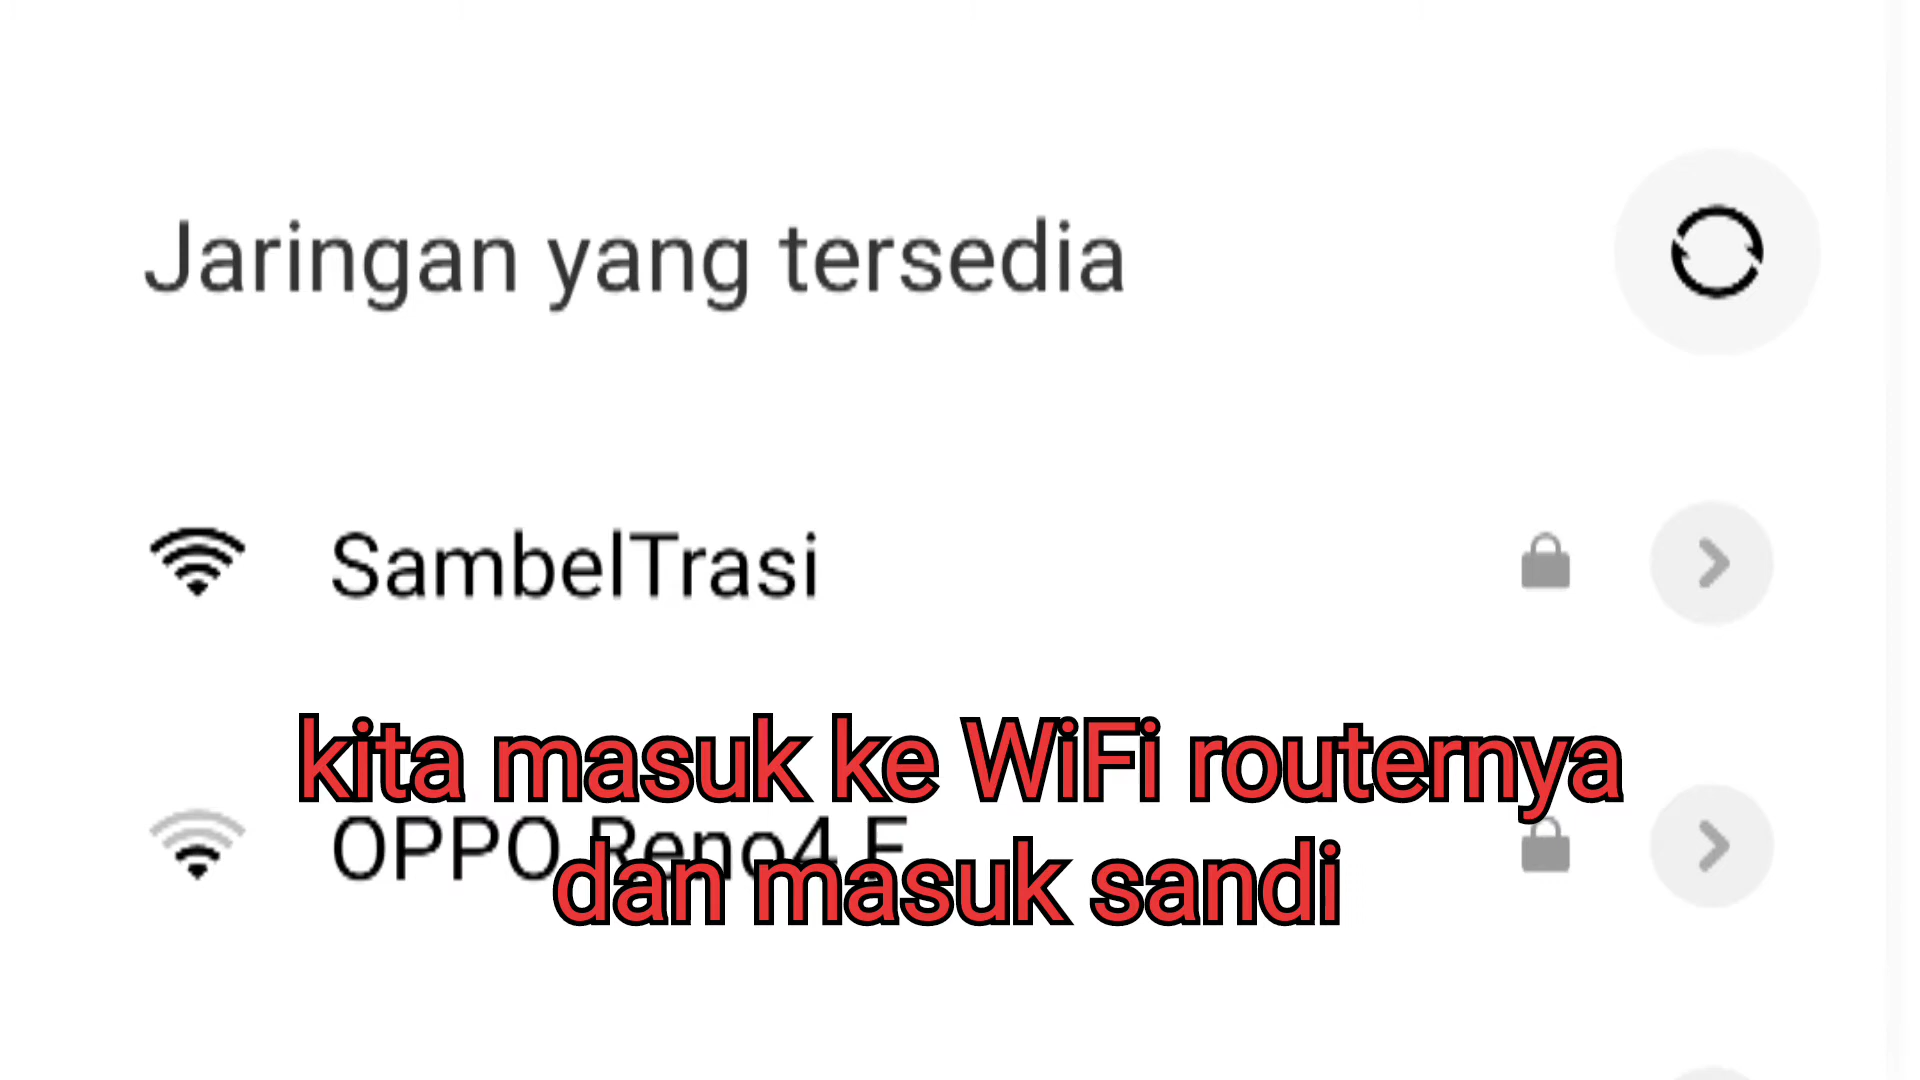 Jaringan yang tersedia
SambelTrasi
kita masuk ke WiFi routernya
OPPO Reno4 F
dan masuk sandi